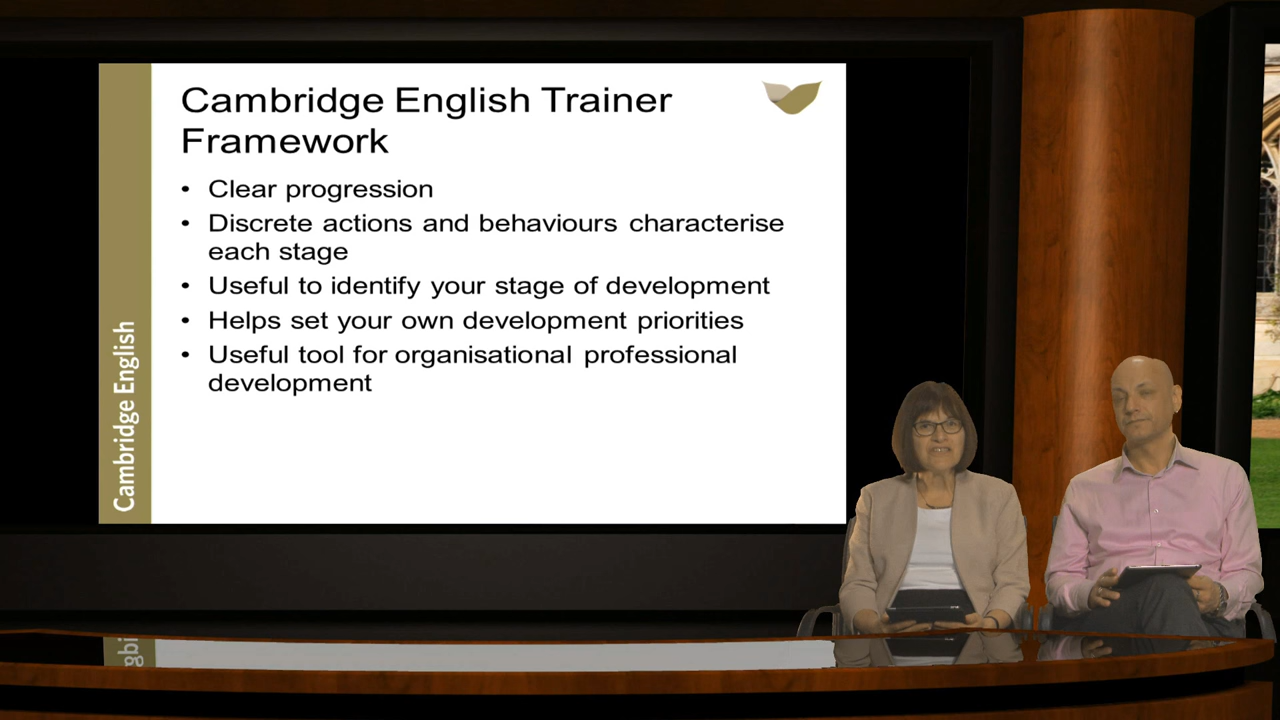 Cambridge English Trainer
Framework
• Clear progression
• Discrete actions and behaviours characterise
each stage
• Useful to identify your stage of development
• Helps set your own development priorities
• Useful tool for organisational professional
development
Cambridge English